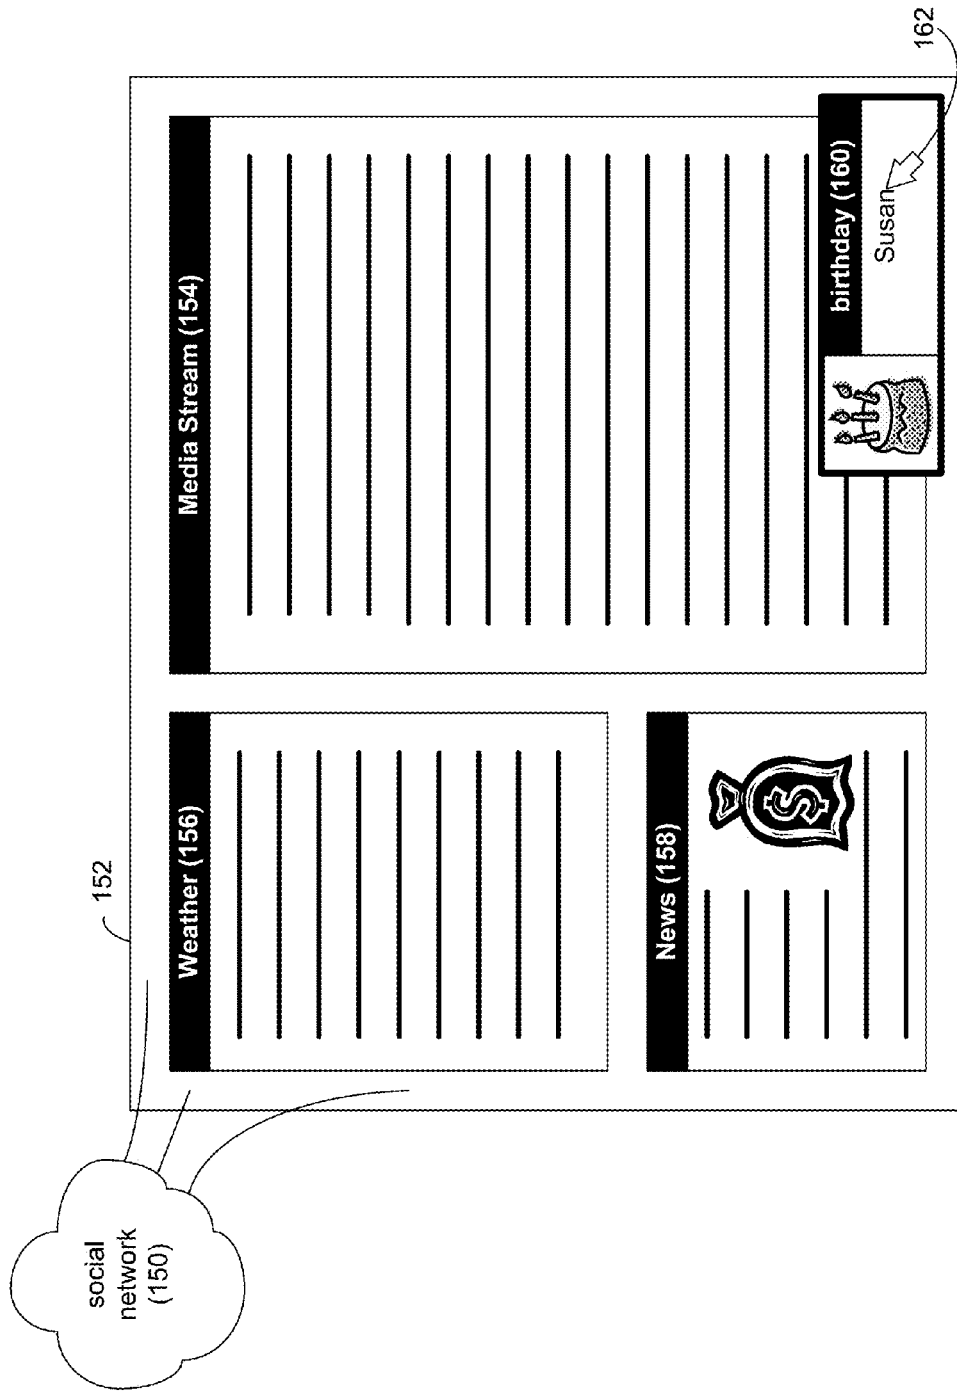 social
network
(150)
152
Weather (156)
Media Stream (154)
News (158)
$
birthday (160)
Susan
162